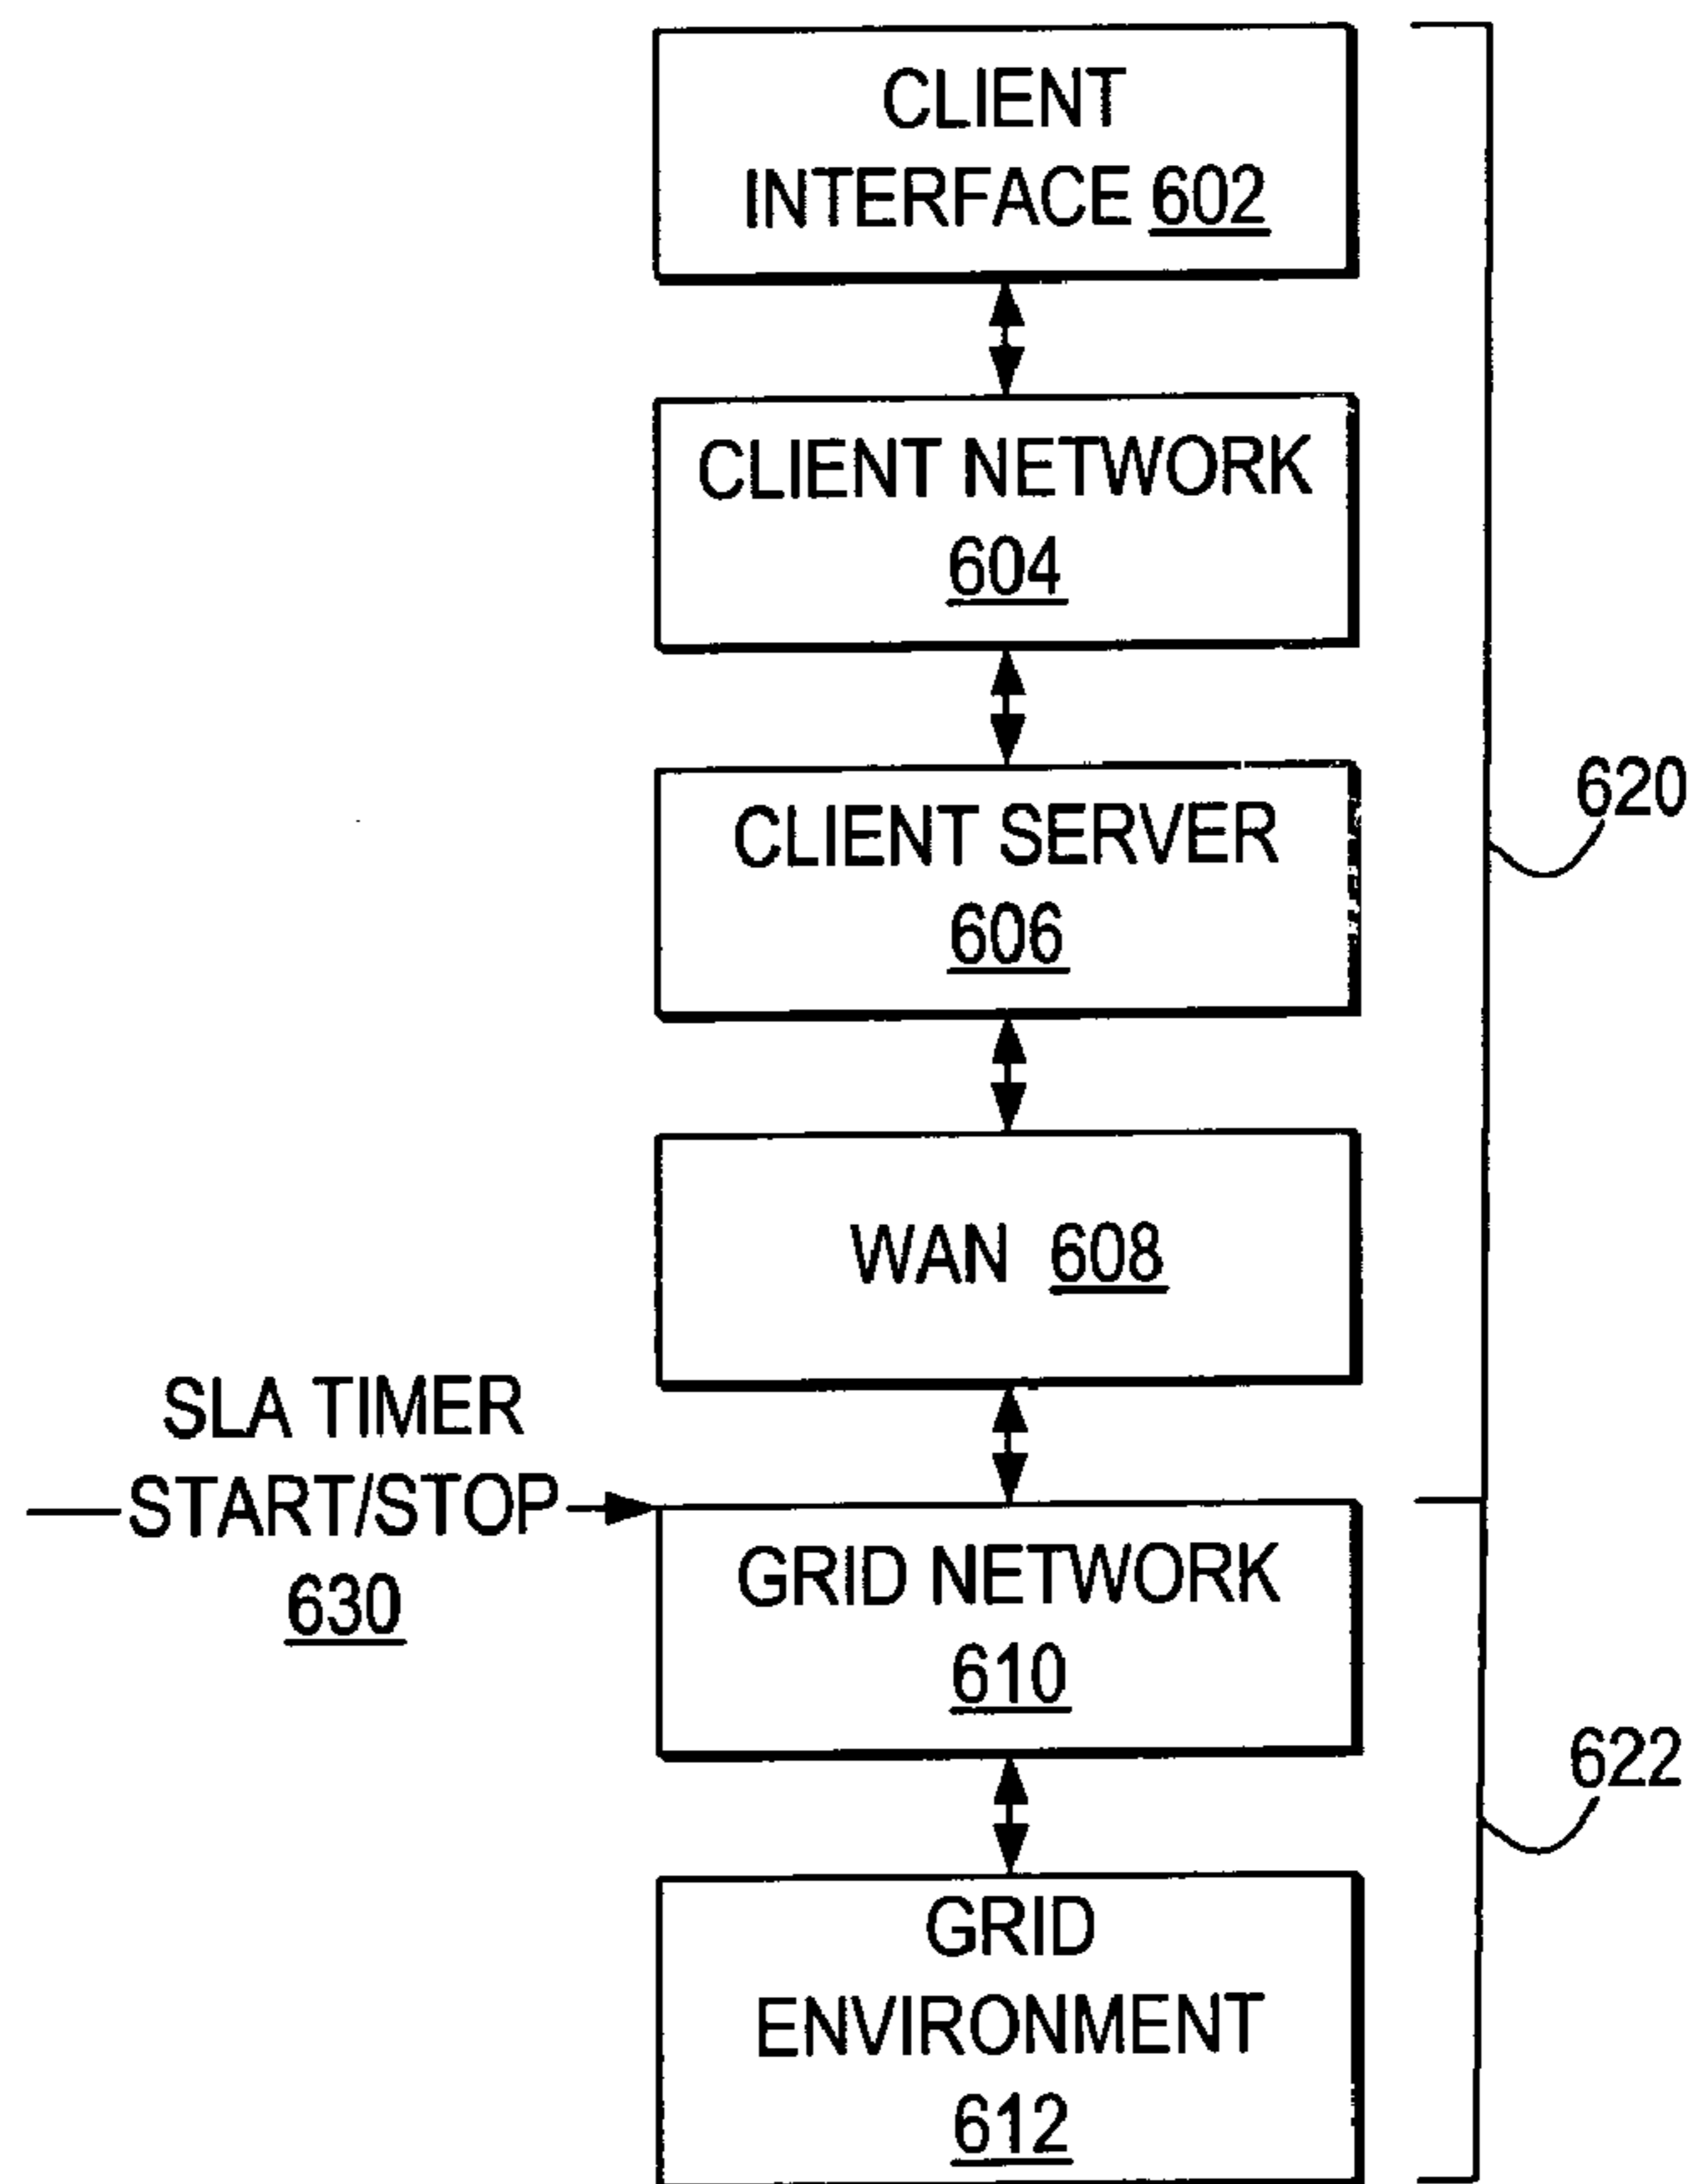 CLIENT
INTERFACE 602
CLIENT NETWORK
604
CLIENT SERVER
606
620
WAN 608
SLA TIMER
START/STOP
630
GRID NETWORK
610
622
GRID
ENVIRONMENT
612